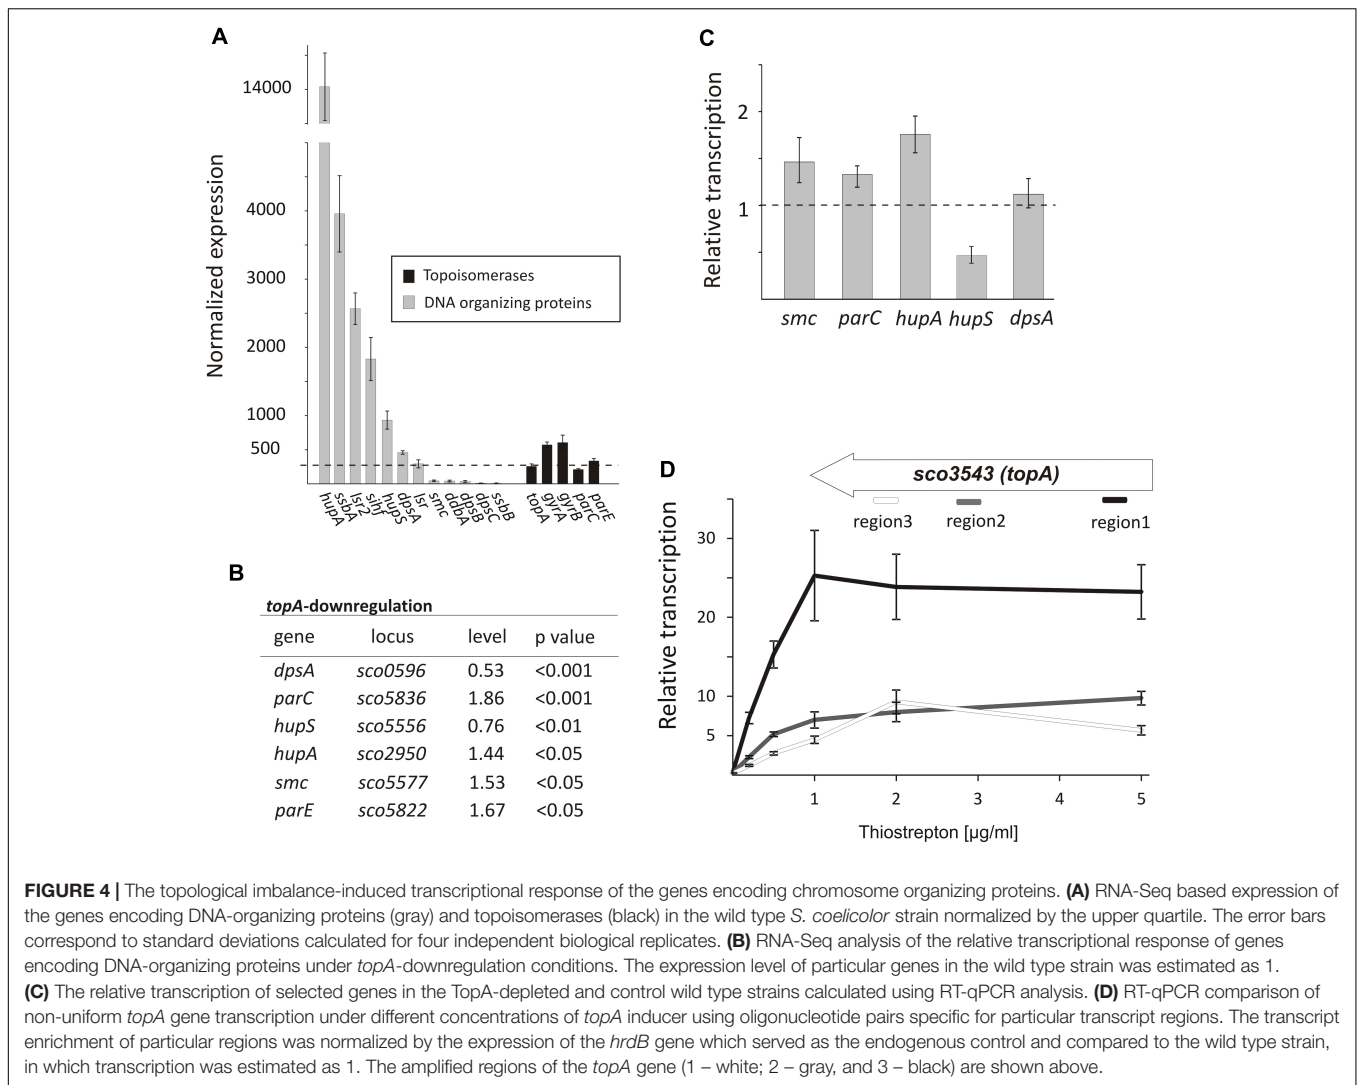 A
14000
4000
3000
2000
1000
500
Normalized expression
Topoisomerases
DNA organizing proteins
hupA ssbA lsr2 sihf hupS dpsA lsr smc ddbA dpsB dpsC ssbB topA gyrA gyrB parC parE
B
topA-downregulation
gene locus level p value
dpsA sco0596 0.53 <0.001
parC sco5836 1.86 <0.001
hupS sco5556 0.76 <0.01
hupA sco2950 1.44 <0.05
smc sco5577 1.53 <0.05
parE sco5822 1.67 <0.05
C
Relative transcription
2
1
smc parC hupA hupS dpsA
D
sco3543 (topA)
region3 region2 region1
Relative transcription
30
20
10
5
1 2 3 4 5
Thiostrepton [µg/ml]
FIGURE 4 | The topological imbalance-induced transcriptional response of the genes encoding chromosome organizing proteins. (A) RNA-Seq based expression of
the genes encoding DNA-organizing proteins (gray) and topoisomerases (black) in the wild type S. coelicolor strain normalized by the upper quartile. The error bars
correspond to standard deviations calculated for four independent biological replicates. (B) RNA-Seq analysis of the relative transcriptional response of genes
encoding DNA-organizing proteins under topA-downregulation conditions. The expression level of particular genes in the wild type strain was estimated as 1.
(C) The relative transcription of selected genes in the TopA-depleted and control wild type strains calculated using RT-qPCR analysis. (D) RT-qPCR comparison of
non-uniform topA gene transcription under different concentrations of topA inducer using oligonucleotide pairs specific for particular transcript regions. The transcript
enrichment of particular regions was normalized by the expression of the hrdB gene which served as the endogenous control and compared to the wild type strain,
in which transcription was estimated as 1. The amplified regions of the topA gene (1 – white; 2 – gray, and 3 – black) are shown above.